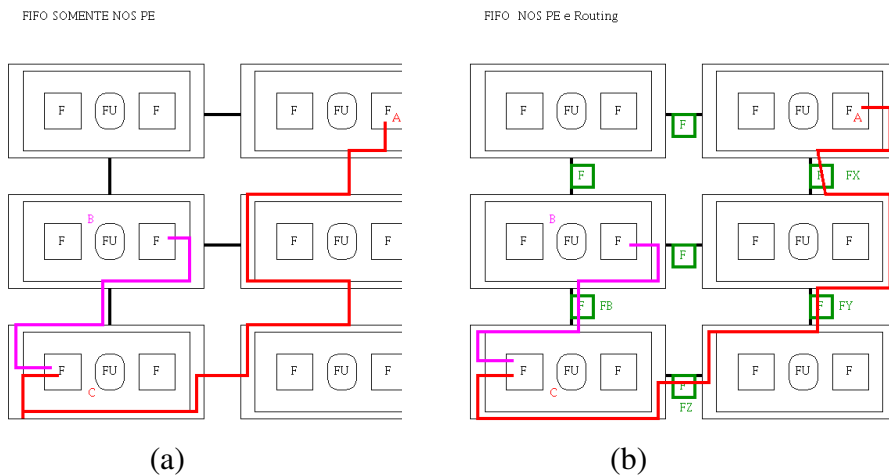 FIFO SOMENTE NOS PE
FIFO NOS PE e Routing
F FU F F FU F A
F FU F F F FU F A
F F F FX
B
F FU F F FU F
B
F FU F F F FU F
F FB F FY
F FU F F FU F
C
F FU F F F FU F
C FZ
(a)
(b)